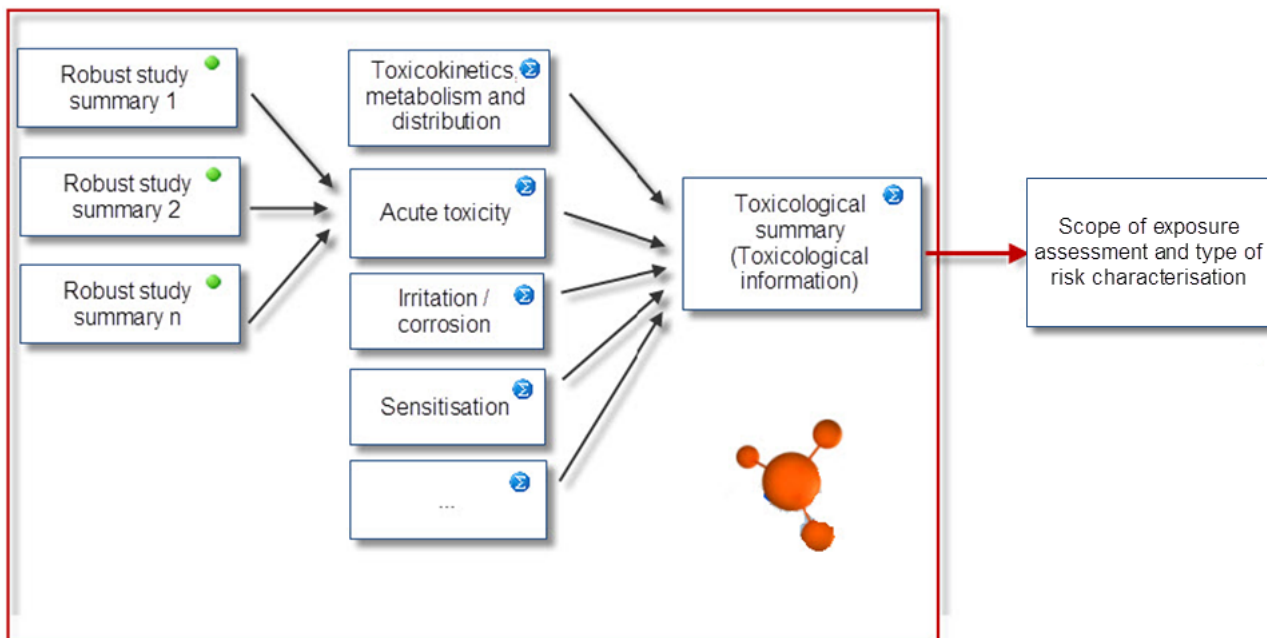 Robust study
summary 1
Robust study
summary 2
Robust study
summary n
Toxicokinetics,
metabolism and
distribution
Acute toxicity
Irritation /
corrosion
Sensitisation
...
Toxicological
summary
(Toxicological
information)
Scope of exposure
assessment and type of
risk characterisation
Σ
Σ
Σ
Σ
Σ
Σ